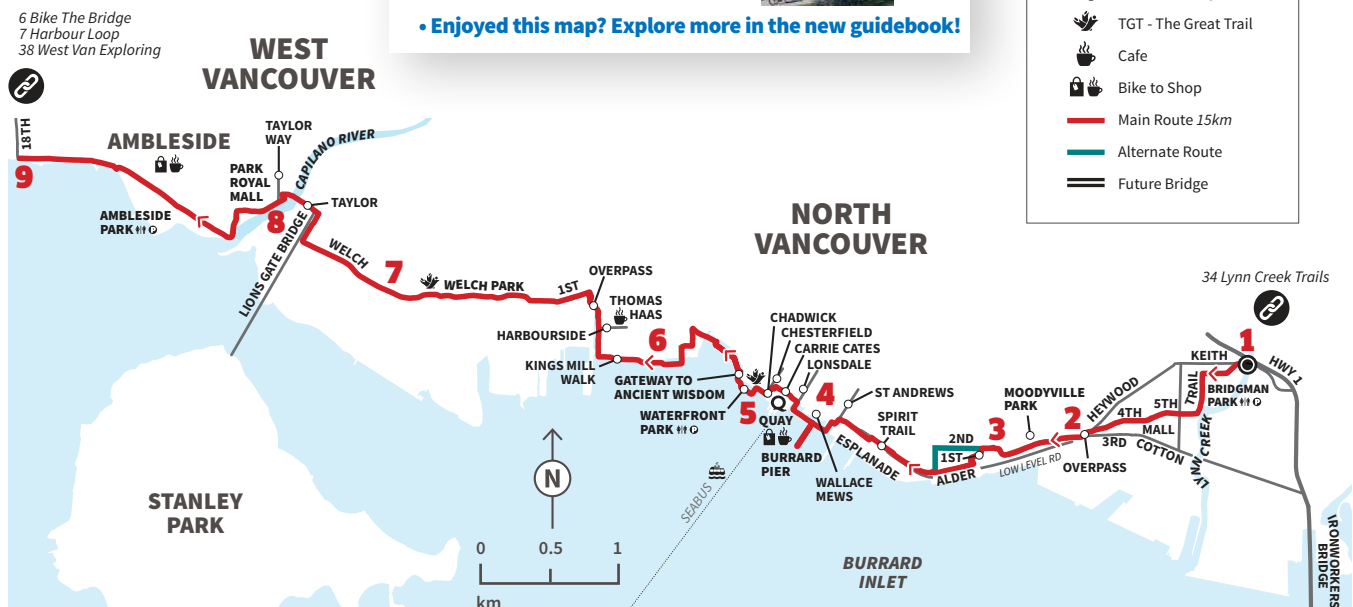 6 Bike The Bridge
7 Harbour Loop
38 West Van Exploring
• Enjoyed this map? Explore more in the new guidebook!
TGT - The Great Trail
Cafe
Bike to Shop
Main Route 15km
Alternate Route
Future Bridge
WEST
VANCOUVER
18TH
AMBLESIDE
TAYLOR
WAY
CAPILANO RIVER
PARK
ROYAL
MALL
TAYLOR
9
AMBLESIDE
PARK
P
8
LIONS GATE BRIDGE
WELCH
7
WELCH PARK
1ST
OVERPASS
THOMAS
HAAS
HARBOURSIDE
6
KINGS MILL
WALK
NORTH
VANCOUVER
34 Lynn Creek Trails
CHADWICK
CHESTERFIELD
CARRIE CATES
LONSDALE
GATEWAY TO
ANCIENT WISDOM
WATERFRONT
PARK
P
5
Q
QUAY
4
ST ANDREWS
SPIRIT
TRAIL
BURRARD
PIER
WALLACE
MEWS
ESPLANADE
2ND
1ST
ALDER
3
MOODYVILLE
PARK
LOW LEVEL RD
2
OVERPASS
HEYWOOD
4TH
5TH
MALL
3RD
COTTON
KEITH
TRAIL
1
HWY 1
BRIDGMAN
PARK
P
LYNN CREEK
IRONWORKERS
BRIDGE
SEABUS
STANLEY
PARK
N
0 0.5 1
km
BURRARD
INLET